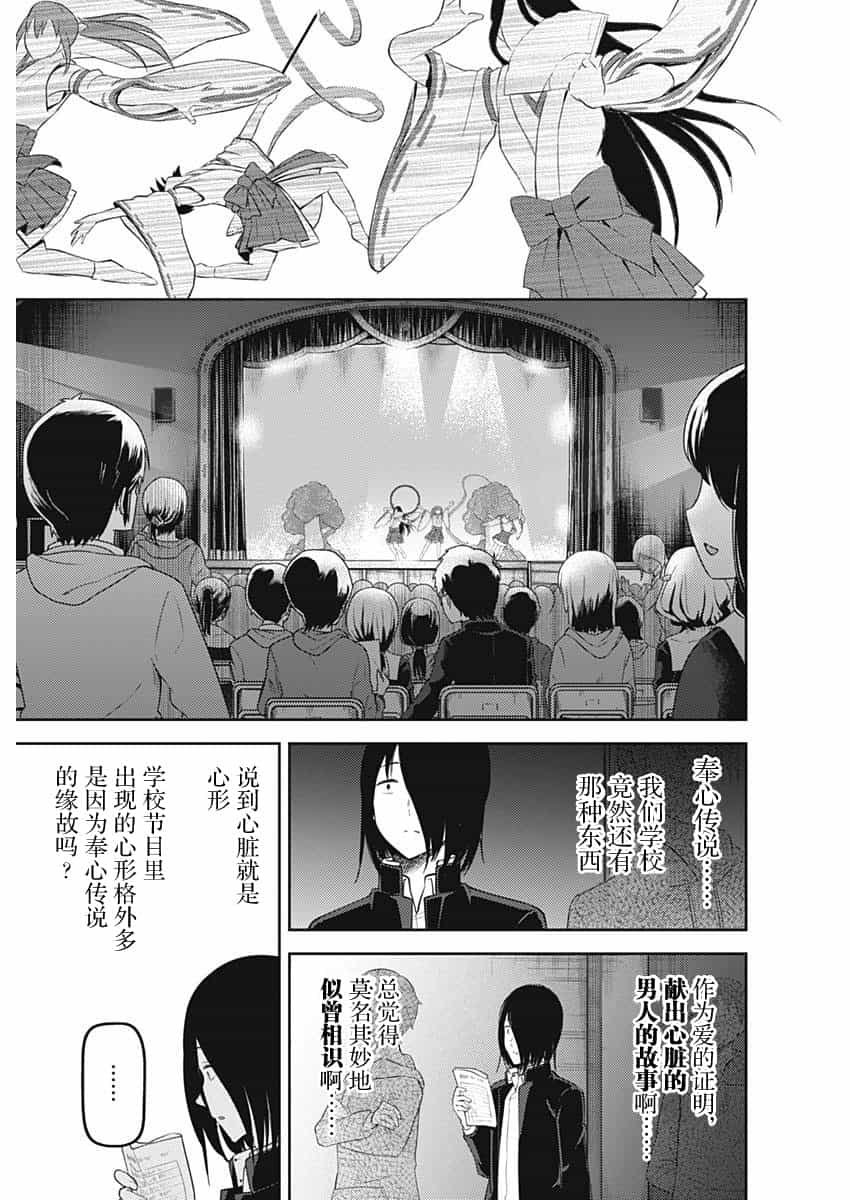 奉心传说……
我们学校
竟然还有
那种东西
作为爱的证明，
献出心脏的
男人的故事啊……
总觉得
莫名其妙地
似曾相识啊……
说到心脏就是
心形
学校节目里
出现的心形格外多
是因为奉心传说
的缘故吗？
……